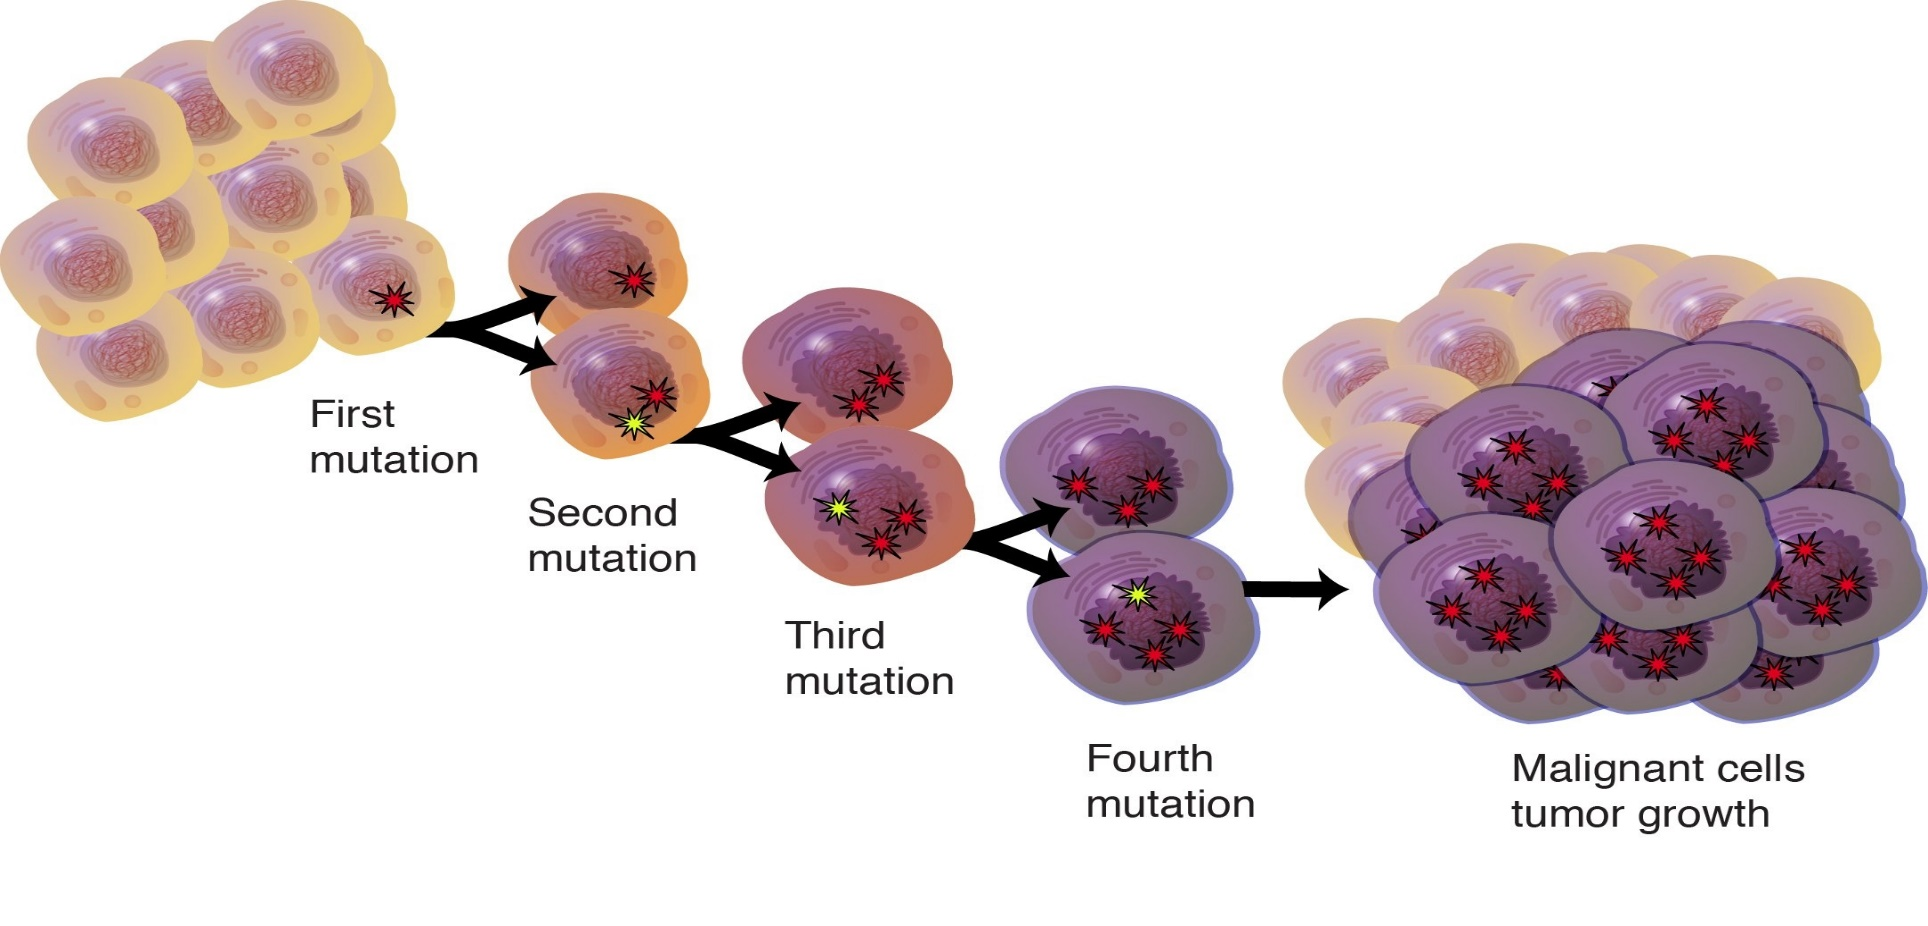 First
mutation
Second
mutation
Third
mutation
Fourth
mutation
Malignant cells
tumor growth